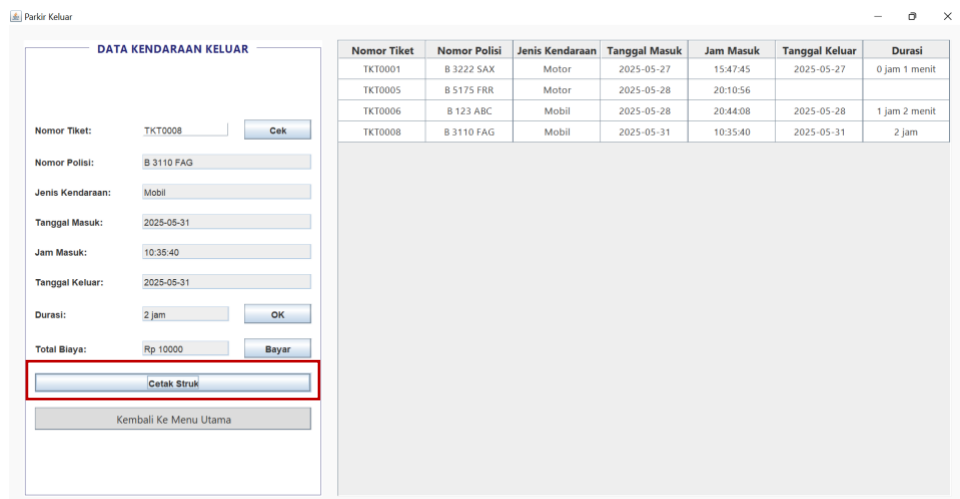 Parkir Keluar
DATA KENDARAAN KELUAR
Nomor Tiket: TKT0008 Cek
Nomor Polisi: B 3110 FAG
Jenis Kendaraan: Mobil
Tanggal Masuk: 2025-05-31
Jam Masuk: 10:35:40
Tanggal Keluar: 2025-05-31
Durasi: 2 jam OK
Total Biaya: Rp 10000 Bayar
Cetak Struk
Kembali Ke Menu Utama
Nomor Tiket Nomor Polisi Jenis Kendaraan Tanggal Masuk Jam Masuk Tanggal Keluar Durasi
TKT0001 B 3222 SAX Motor 2025-05-27 15:47:45 2025-05-27 0 jam 1 menit
TKT0005 B 5175 FRR Motor 2025-05-28 20:10:56
TKT0006 B 123 ABC Mobil 2025-05-28 20:44:08 2025-05-28 1 jam 2 menit
TKT0008 B 3110 FAG Mobil 2025-05-31 10:35:40 2025-05-31 2 jam